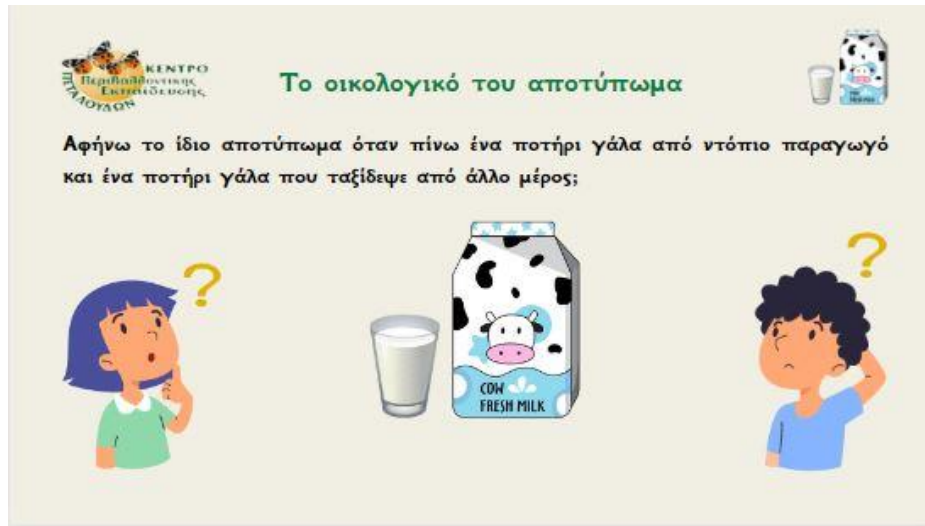 ΚΕΝΤΡΟ
Περιβαλλοντικής
Εκπαίδευσης
ΠΕΤΑΛΟΥΔΩΝ
Το οικολογικό του αποτύπωμα
Αφήνω το ίδιο αποτύπωμα όταν πίνω ένα ποτήρι γάλα από ντόπιο παραγωγό
και ένα ποτήρι γάλα που ταξίδεψε από άλλο μέρος;
?
?
COW
FRESH MILK